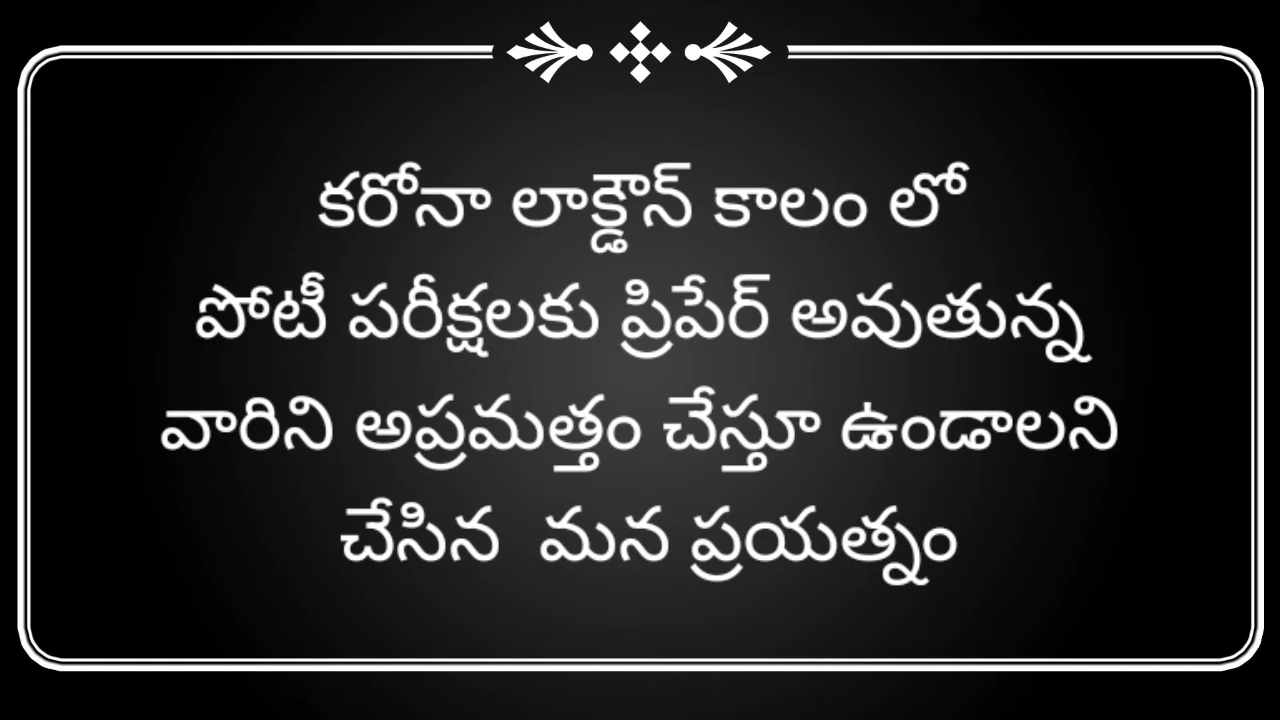 కరోనా లాక్డౌన్ కాలం లో
పోటీ పరీక్షలకు ప్రిపేర్ అవుతున్న
వారిని అప్రమత్తం చేస్తూ ఉండాలని
చేసిన మన ప్రయత్నం